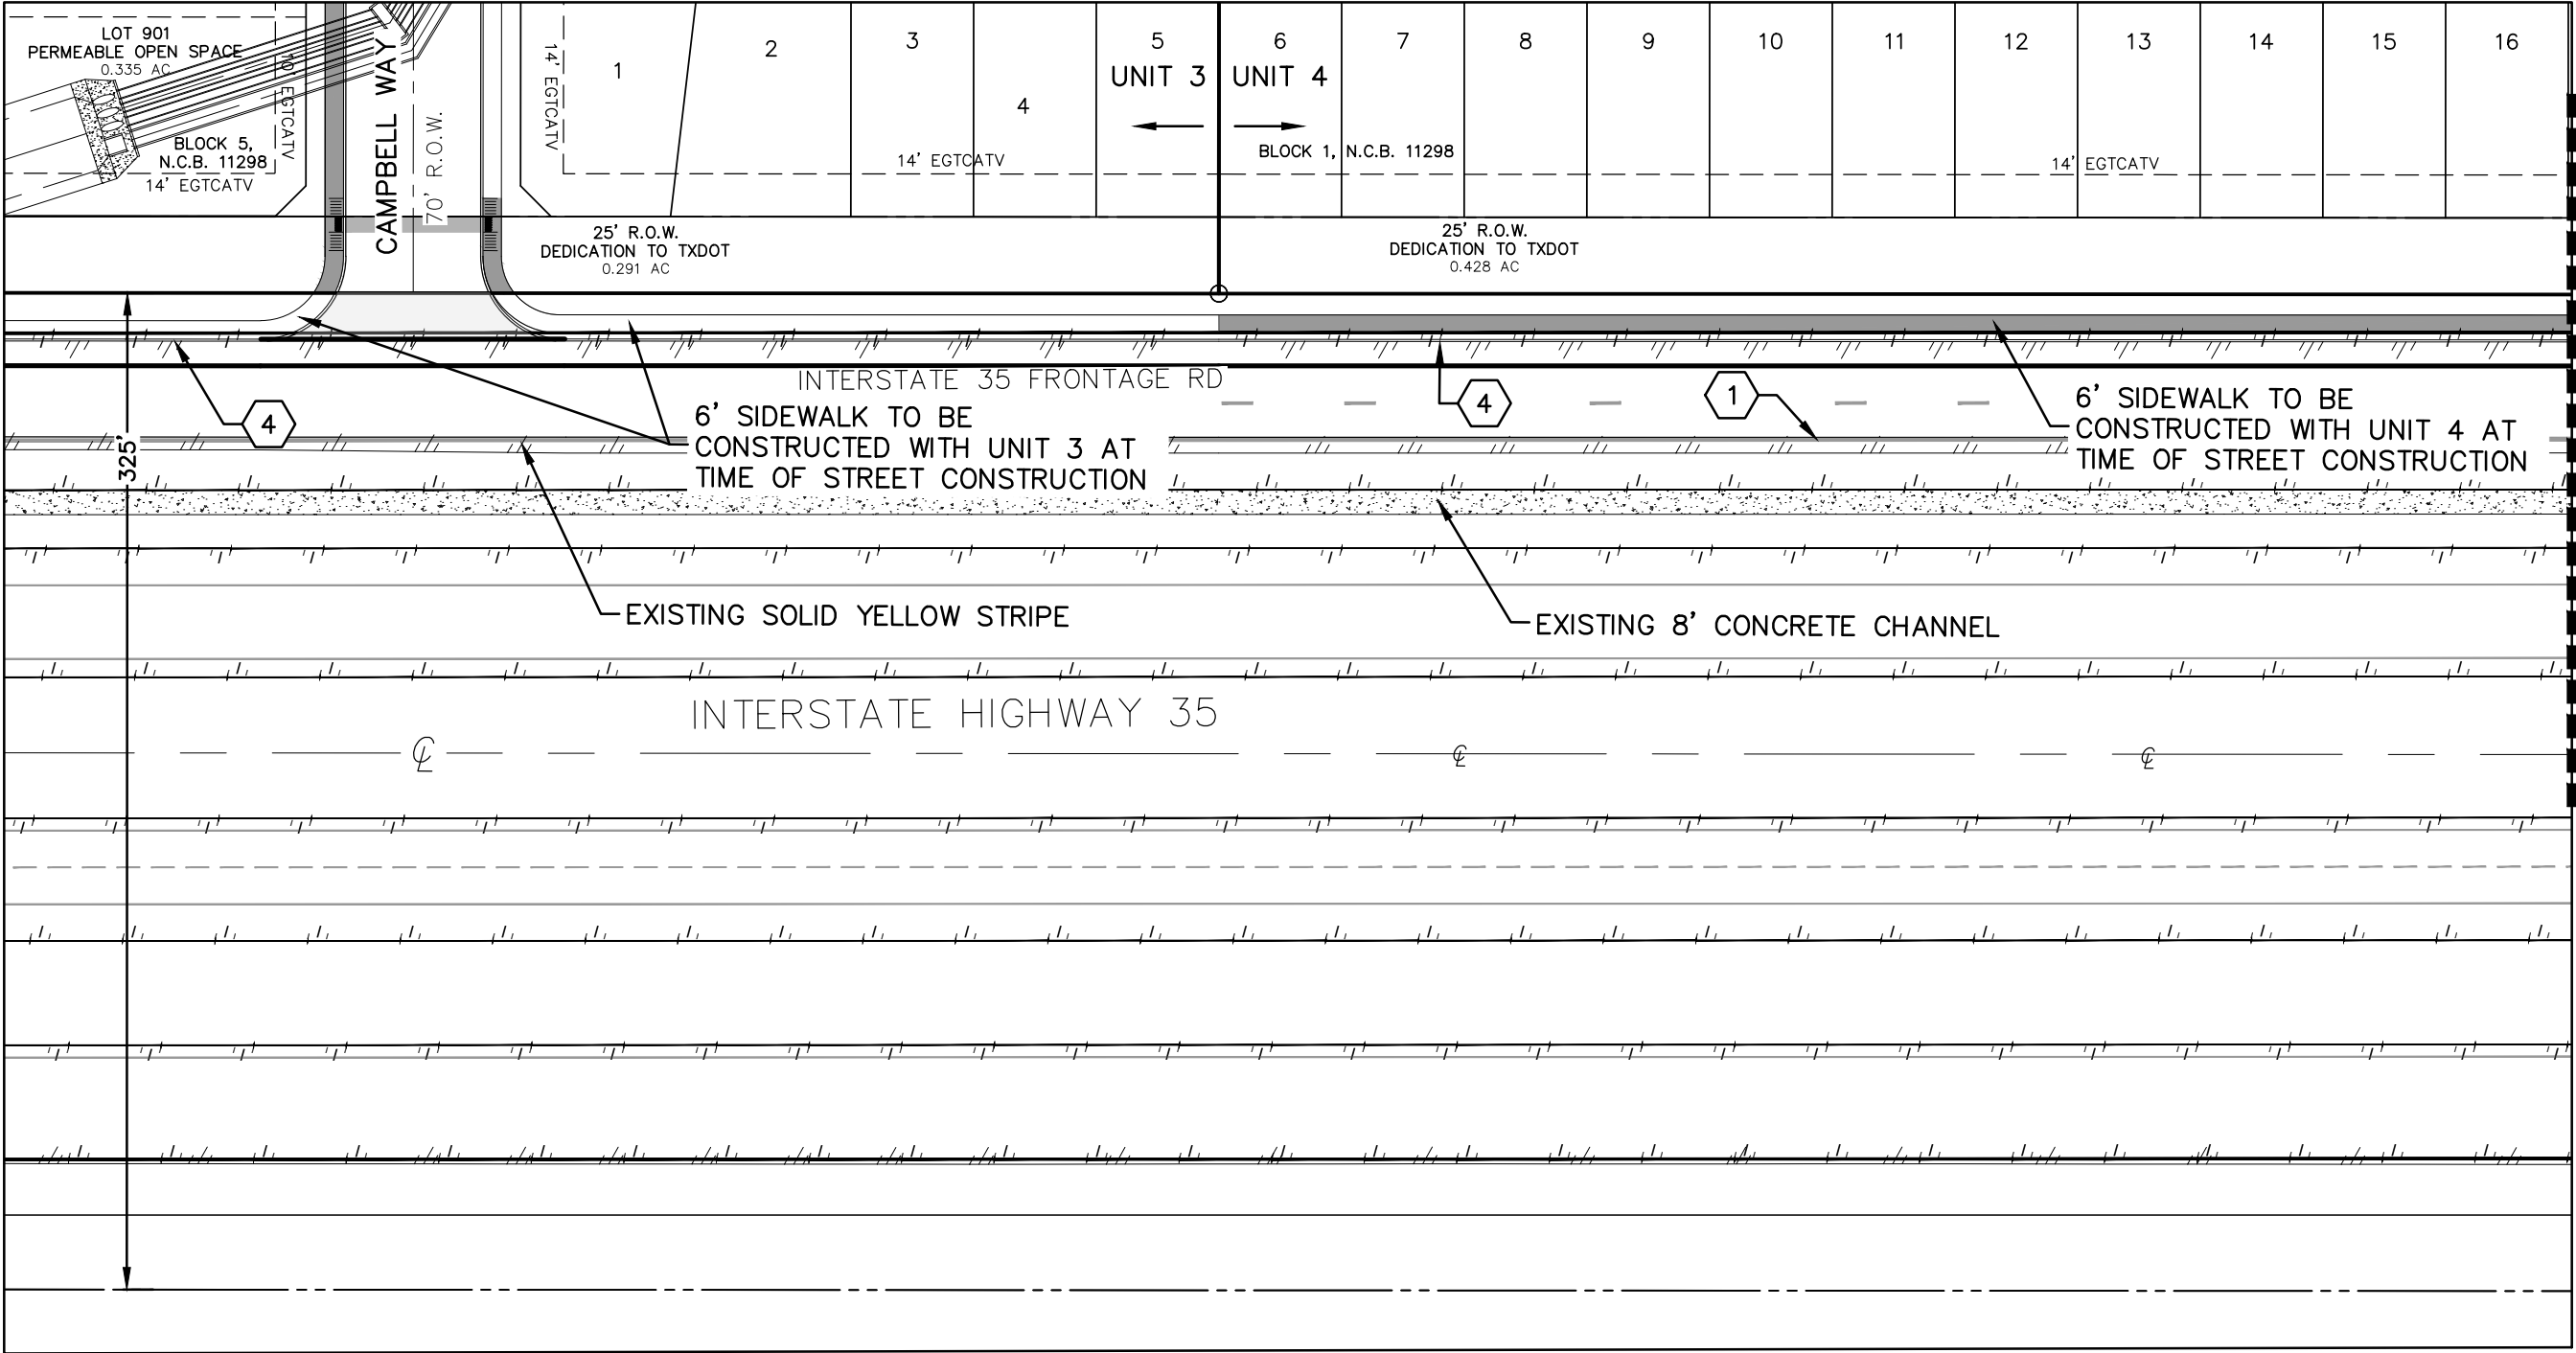 LOT 901
PERMEABLE OPEN SPACE
0.335 AC
10' EGTCATV
BLOCK 5,
N.C.B. 11298
14' EGTCATV
CAMPBELL WAY
70' R.O.W.
14' EGTCATV
1
2
3
4
5
6
7
8
9
10
11
12
13
14
15
16
UNIT 3
UNIT 4
14' EGTCATV
BLOCK 1, N.C.B. 11298
14' EGTCATV
25' R.O.W.
DEDICATION TO TXDOT
0.291 AC
25' R.O.W.
DEDICATION TO TXDOT
0.428 AC
INTERSTATE 35 FRONTAGE RD
4
4
1
325'
6' SIDEWALK TO BE
CONSTRUCTED WITH UNIT 3 AT
TIME OF STREET CONSTRUCTION
6' SIDEWALK TO BE
CONSTRUCTED WITH UNIT 4 AT
TIME OF STREET CONSTRUCTION
EXISTING SOLID YELLOW STRIPE
EXISTING 8' CONCRETE CHANNEL
INTERSTATE HIGHWAY 35
℄
℄
℄